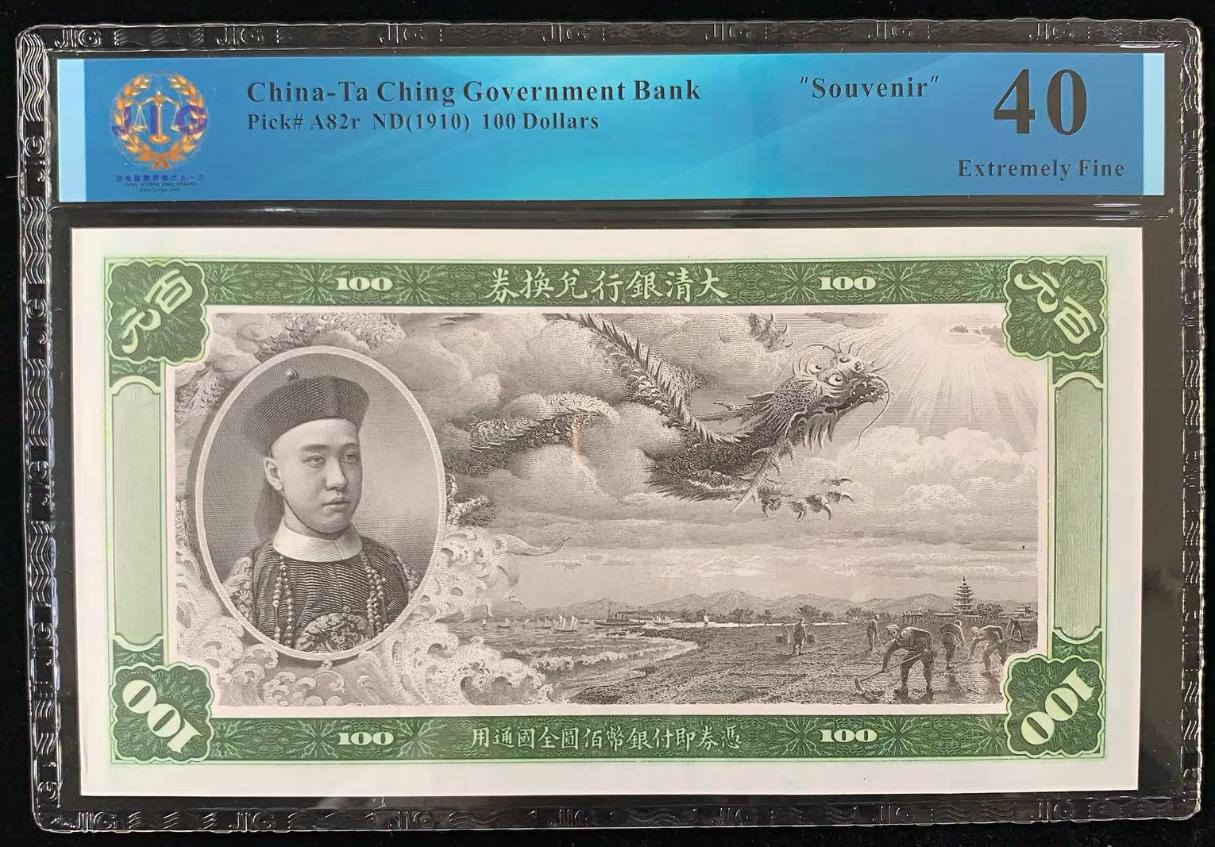 China-Ta Ching Government Bank
"Souvenir"
40
Pick# A82r ND(1910) 100 Dollars
Extremely Fine
JIG
百元
100
券換兌行銀清大
100
元百
100
100
用通國全圓佰幣銀付即券憑
100
100